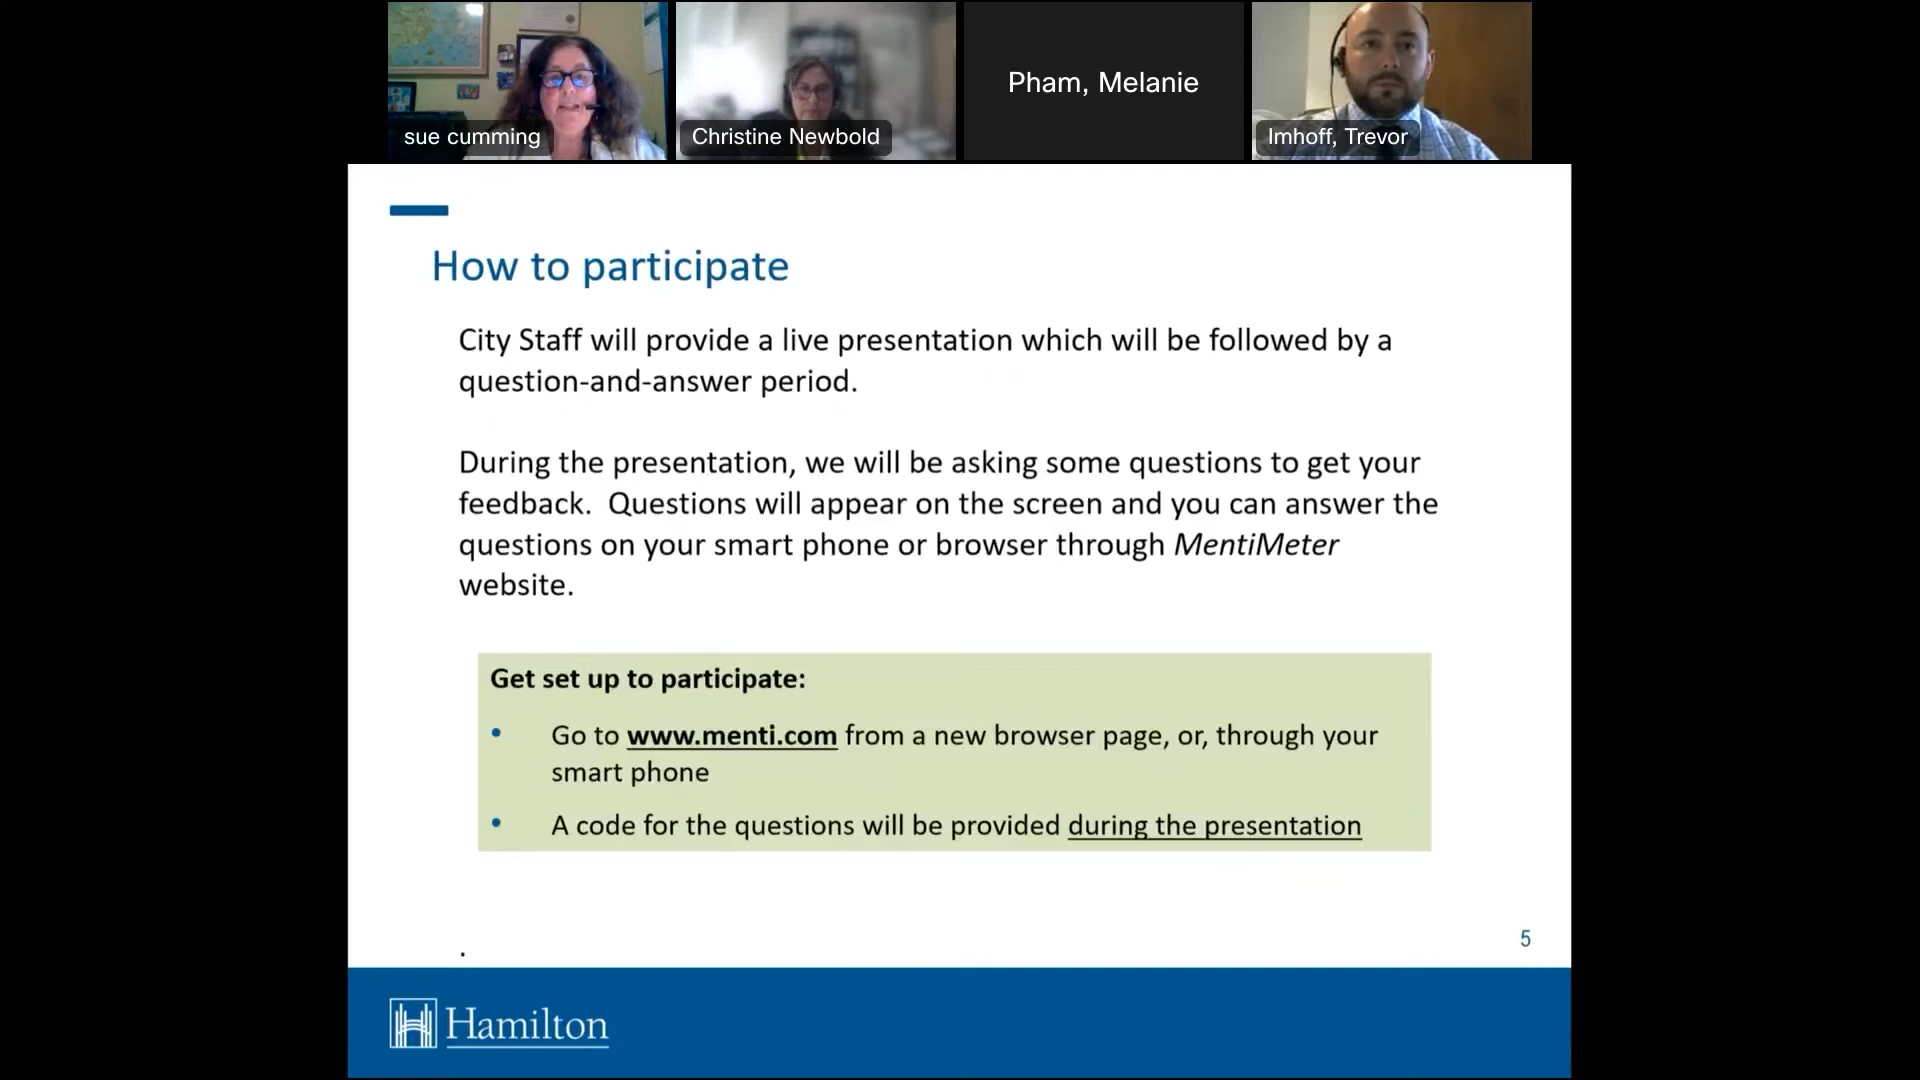 sue cumming
Christine Newbold
Pham, Melanie
Imhoff, Trevor
How to participate
City Staff will provide a live presentation which will be followed by a
question-and-answer period.
During the presentation, we will be asking some questions to get your
feedback.  Questions will appear on the screen and you can answer the
questions on your smart phone or browser through MentiMeter
website.
Get set up to participate:
• Go to www.menti.com from a new browser page, or, through your
smart phone
• A code for the questions will be provided during the presentation
.
5
Hamilton